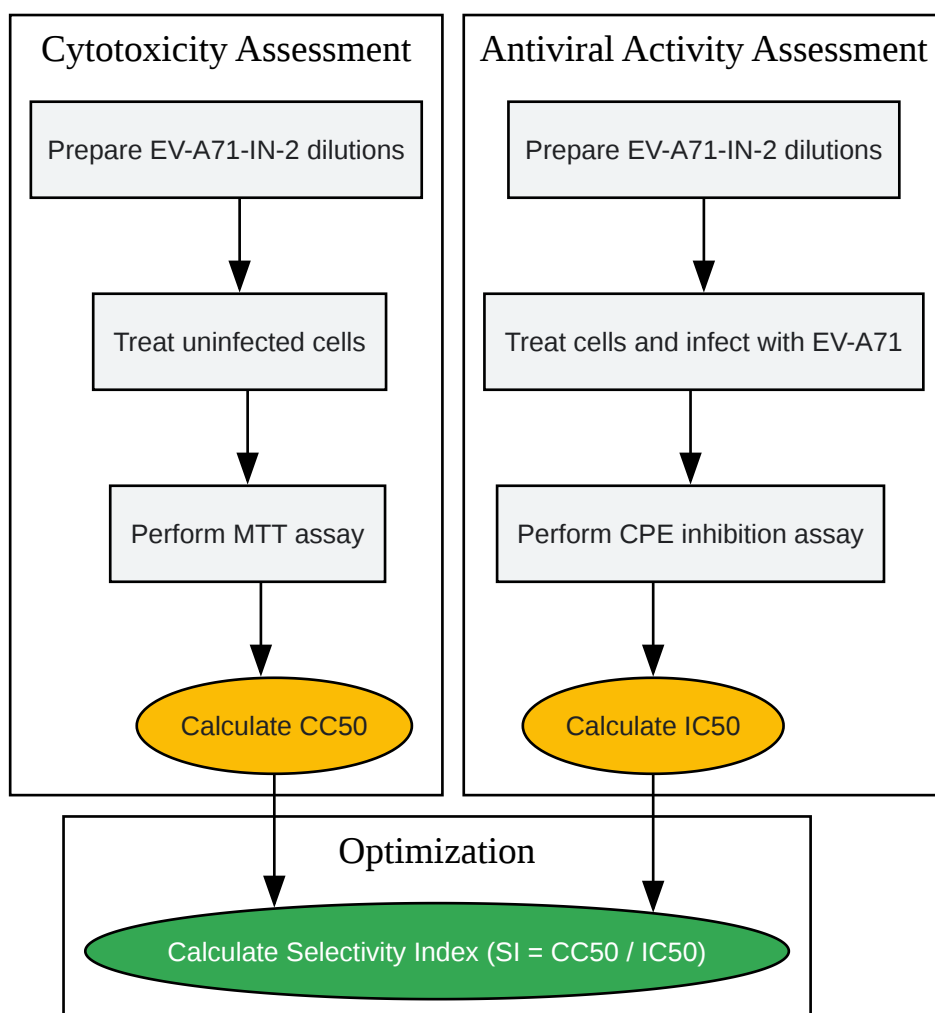 Cytotoxicity Assessment
Prepare EV-A71-IN-2 dilutions
Treat uninfected cells
Perform MTT assay
Calculate CC50
Antiviral Activity Assessment
Prepare EV-A71-IN-2 dilutions
Treat cells and infect with EV-A71
Perform CPE inhibition assay
Calculate IC50
Optimization
Calculate Selectivity Index (SI = CC50 / IC50)